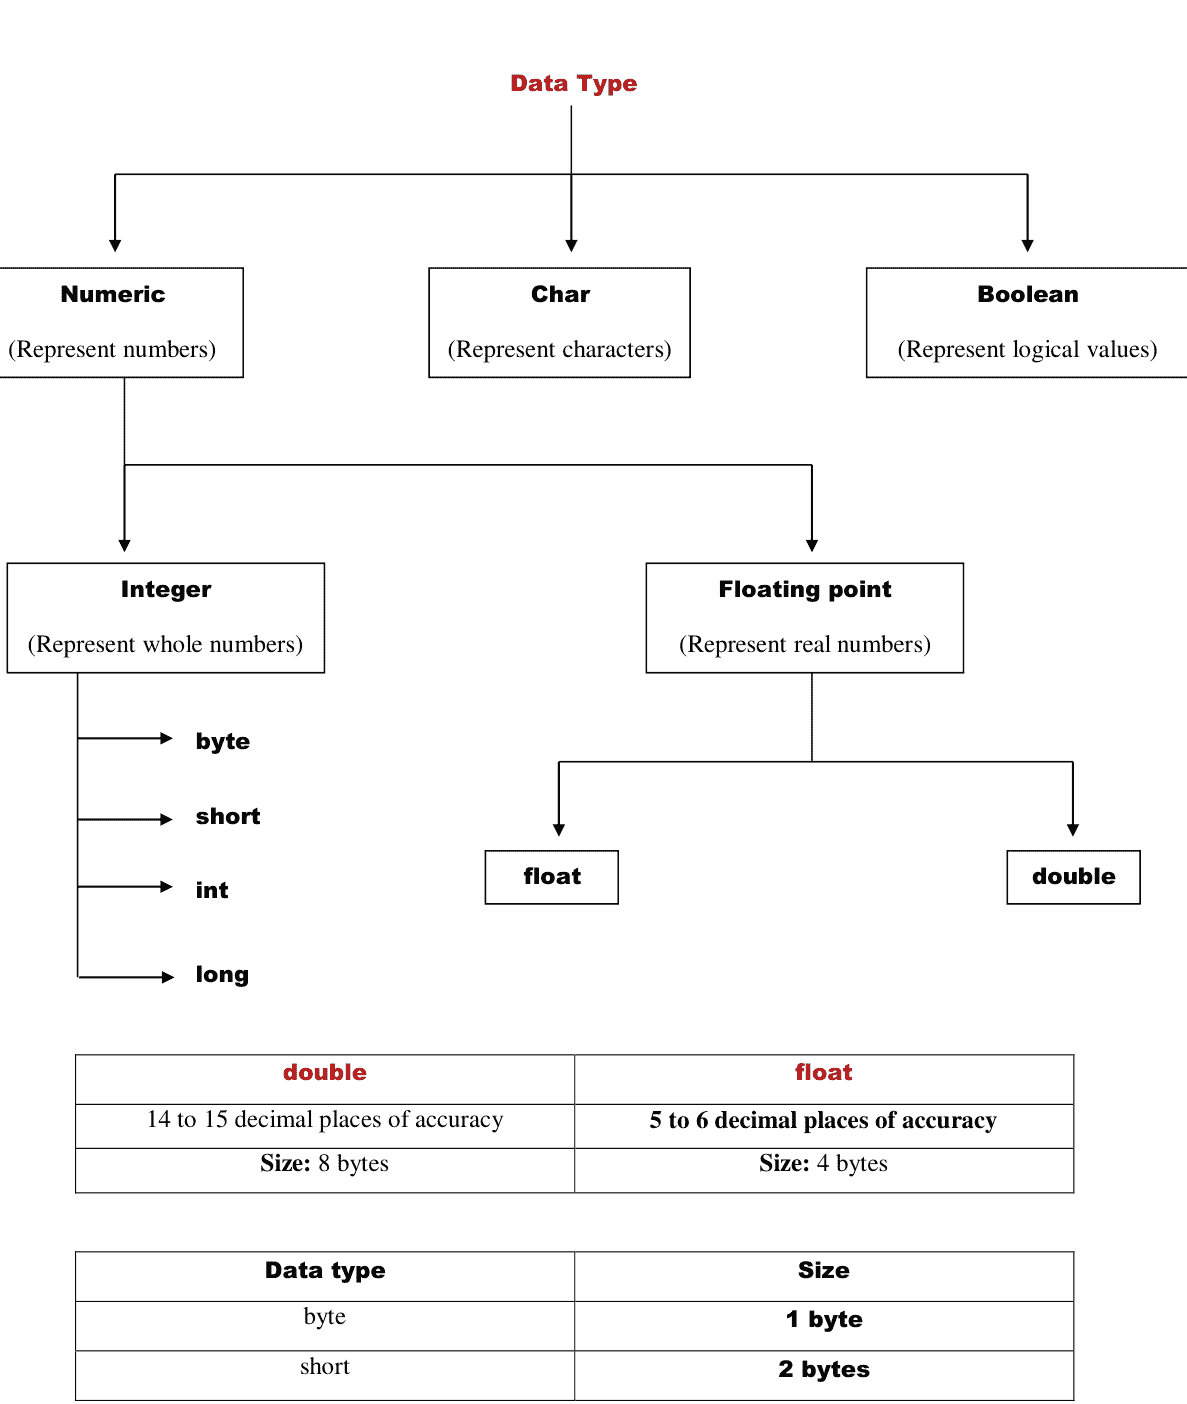 Data Type
Numeric
(Represent numbers)
Char
(Represent characters)
Boolean
(Represent logical values)
Integer
(Represent whole numbers)
Floating point
(Represent real numbers)
byte
short
int
long
float
double
double
float
14 to 15 decimal places of accuracy
5 to 6 decimal places of accuracy
Size: 8 bytes
Size: 4 bytes
Data type
Size
byte
1 byte
short
2 bytes